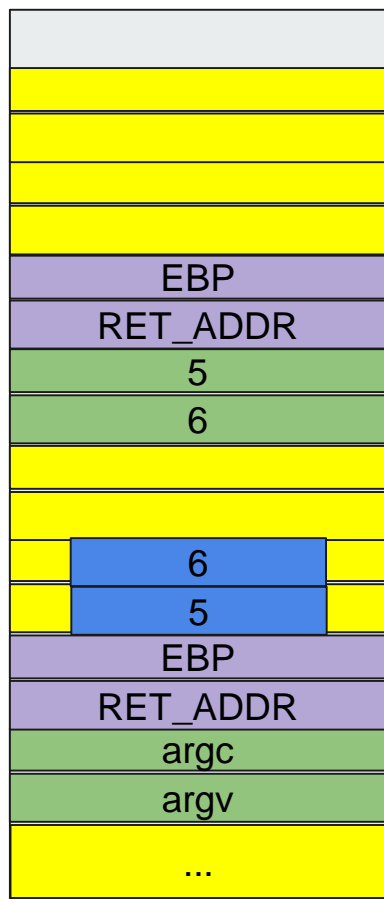 EBP
RET_ADDR
5
6
6
5
EBP
RET_ADDR
argc
argv
...